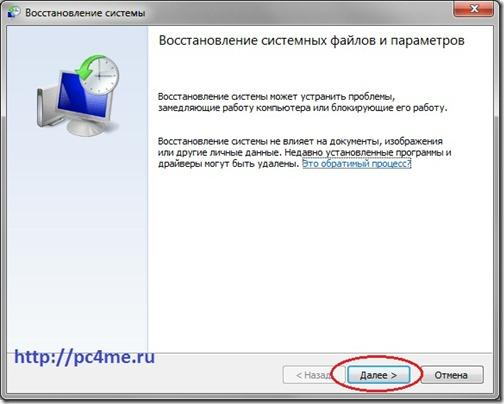 Восстановление системы
Восстановление системных файлов и параметров
Восстановление системы может устранить проблемы,
замедляющие работу компьютера или блокирующие его работу.
Восстановление системы не влияет на документы, изображения
или другие личные данные. Недавно установленные программы и
драйверы могут быть удалены. Это обратимый процесс?
http://pc4me.ru
< Назад
Далее >
Отмена